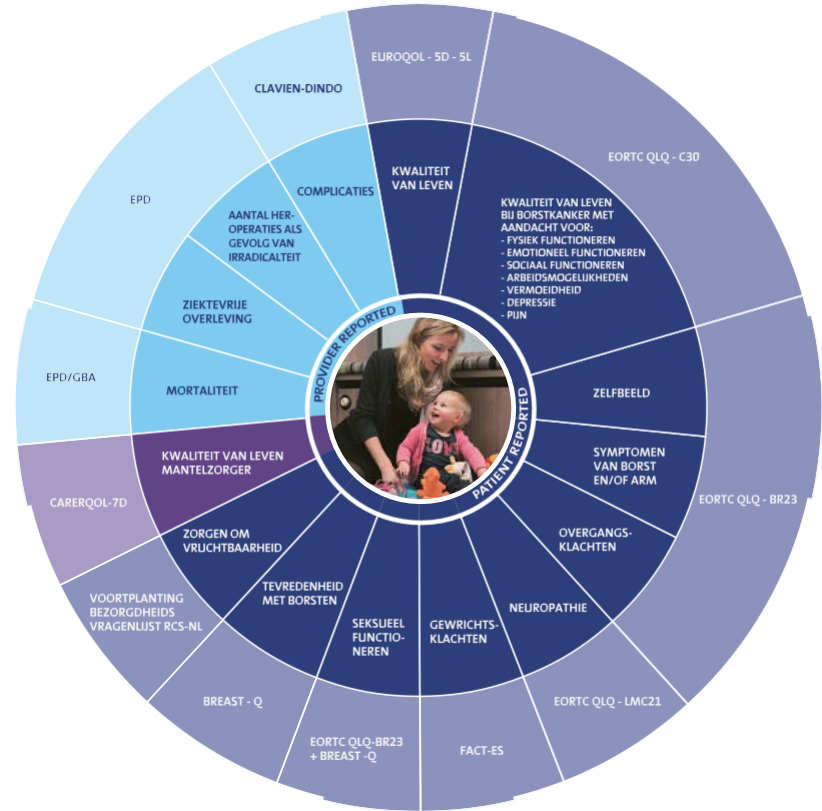 EUROQOL - 5D - 5L
CLAVIEN-DINDO
EORTC QLQ - C30
KWALITEIT
VAN LEVEN
COMPLICATIES
KWALITEIT VAN LEVEN
BIJ BORSTKANKER MET
AANDACHT VOOR:
- FYSIEK FUNCTIONEREN
- EMOTIONEEL FUNCTIONEREN
- SOCIAAL FUNCTIONEREN
- ARBEIDSMOGELIJKHEDEN
- VERMOEIDHEID
- DEPRESSIE
- PIJN
EPD
AANTAL HER-
OPERATIES ALS
GEVOLG VAN
IRRADICALTEIT
ZIEKTEVRIJE
OVERLEVING
PROVIDER REPORTED
EPD/GBA
MORTALITEIT
ZELFBEELD
PATIENT REPORTED
KWALITEIT VAN LEVEN
MANTELZORGER
SYMPTOMEN
VAN BORST
EN/OF ARM
CARERQOL-7D
EORTC QLQ - BR23
ZORGEN OM
VRUCHTBAARHEID
OVERGANGS-
KLACHTEN
VOORTPLANTING
BEZORGDHEIDS
VRAGENLIJST RCS-NL
TEVREDENHEID
MET BORSTEN
NEUROPATHIE
SEKSUEEL
FUNCTIO-
NEREN
GEWRICHTS-
KLACHTEN
BREAST - Q
EORTC QLQ - LMC21
EORTC QLQ-BR23
+ BREAST -Q
FACT-ES